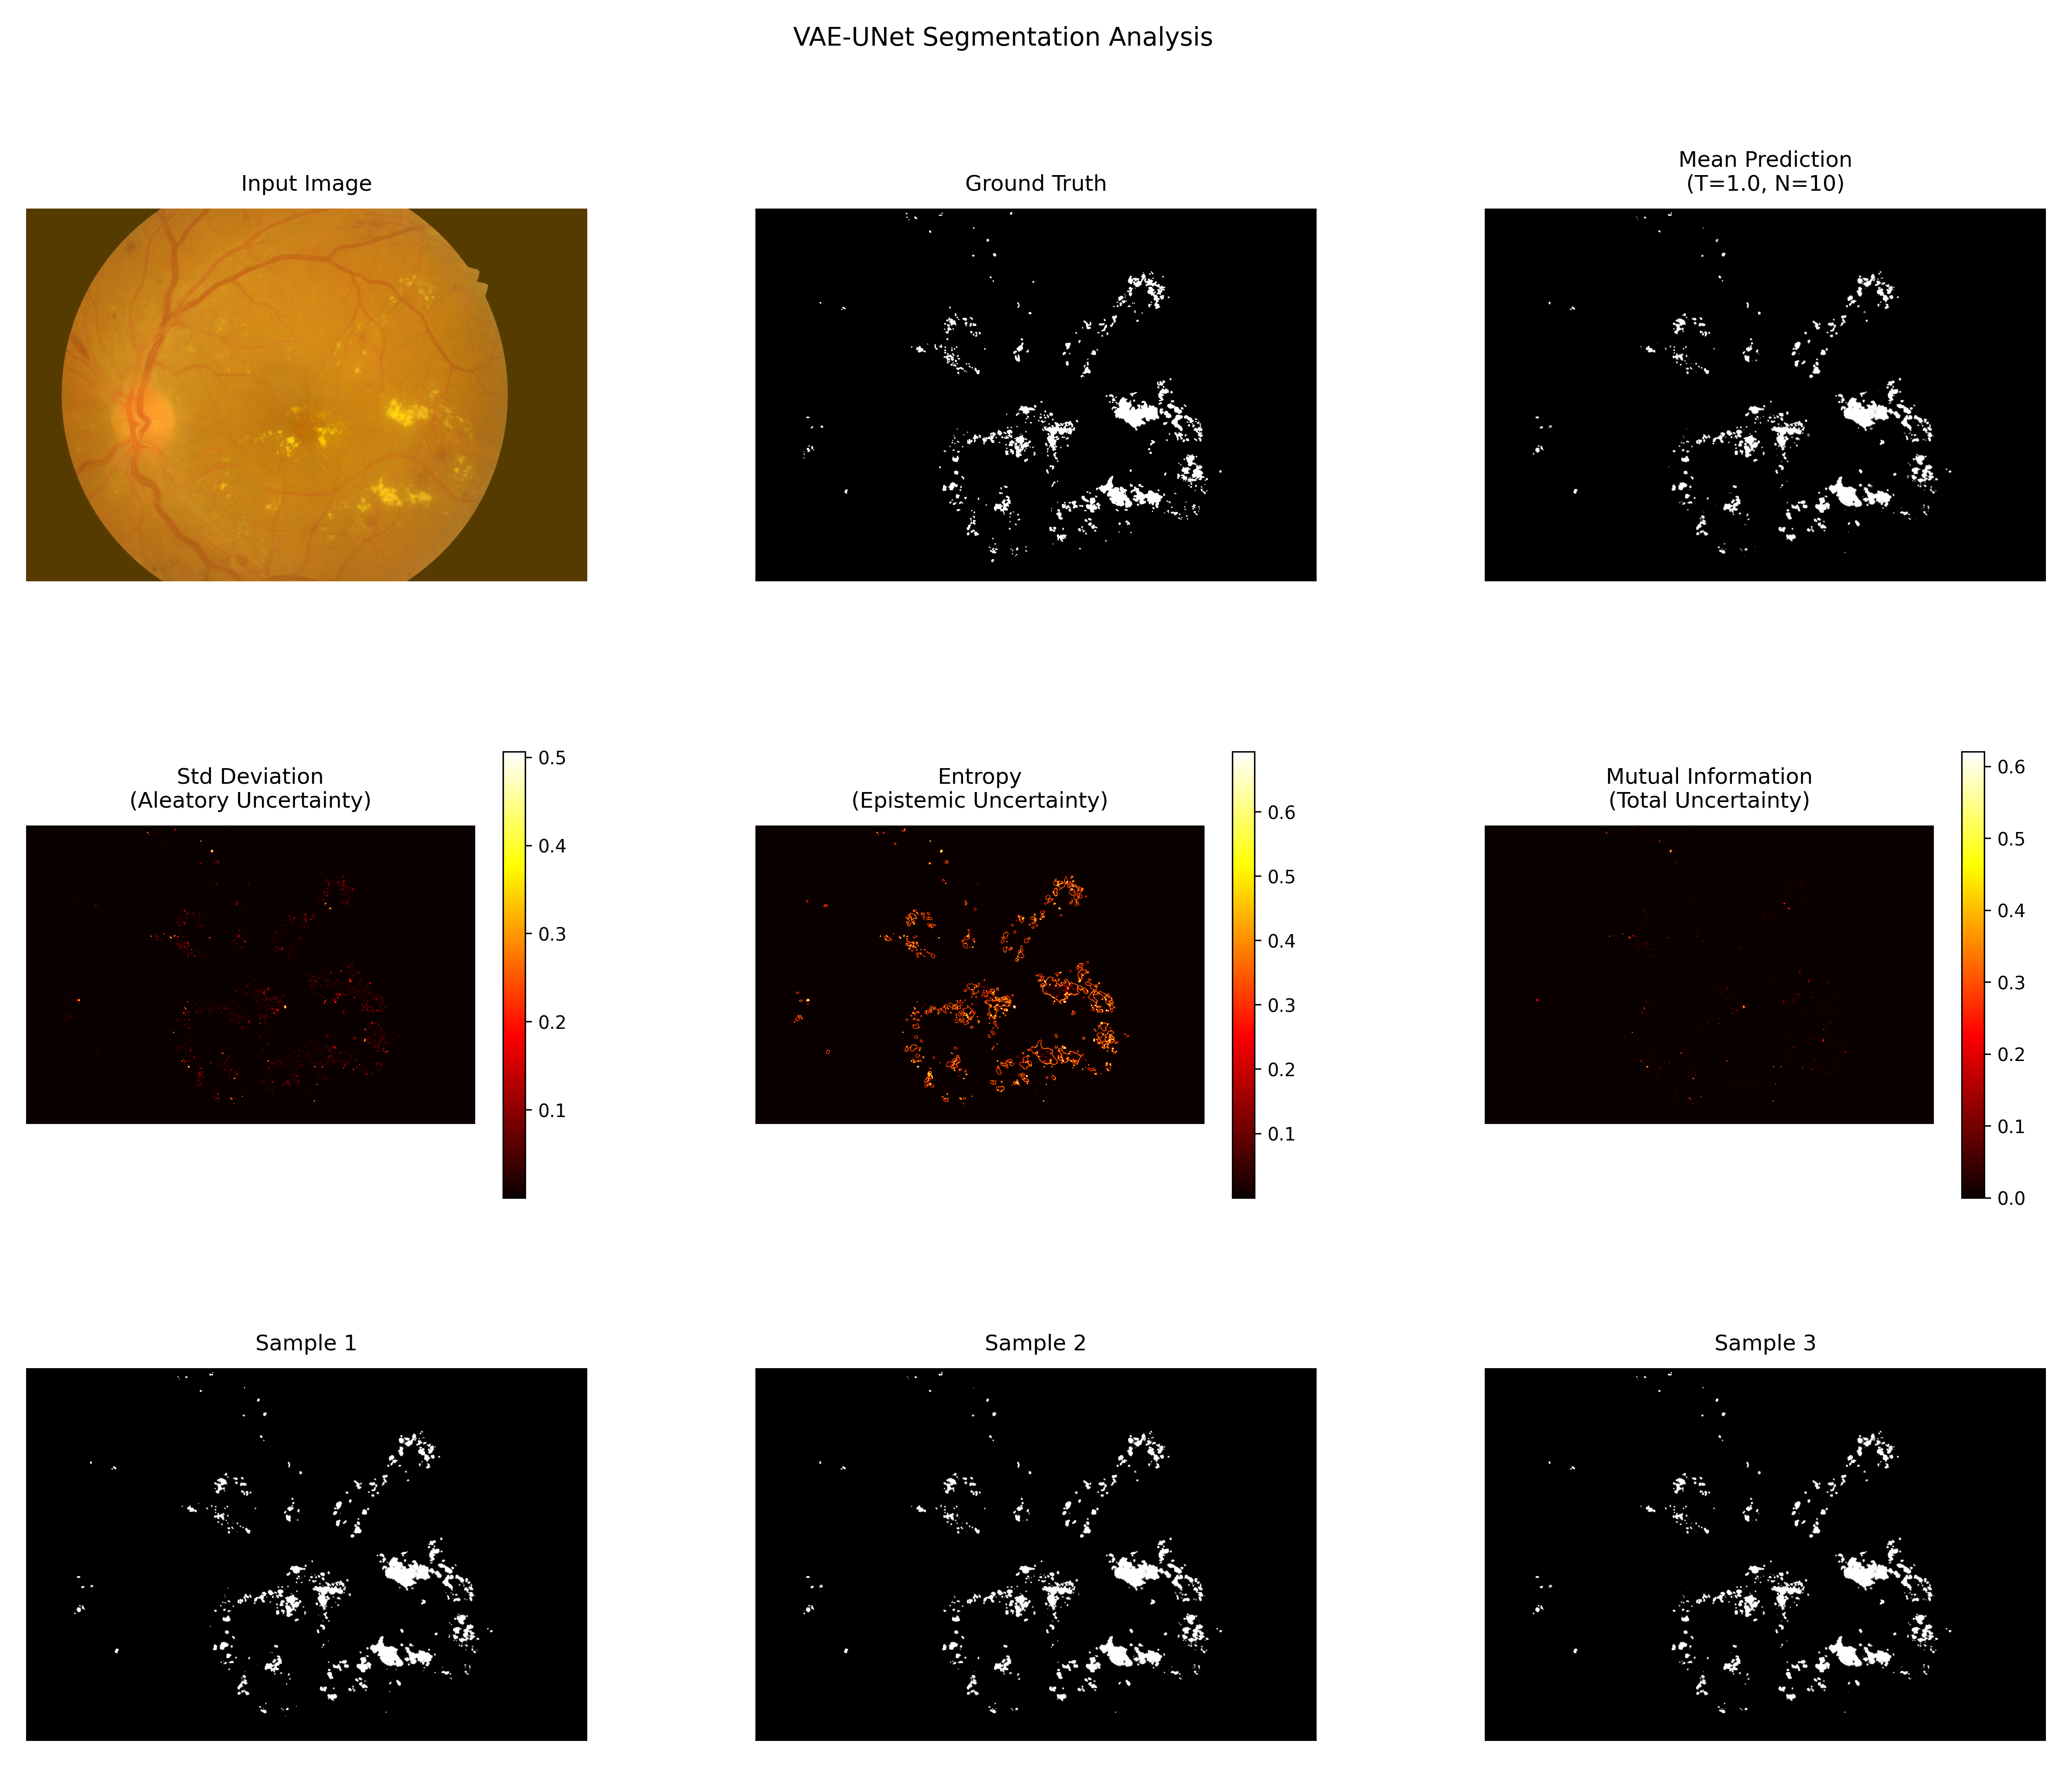 VAE-UNet Segmentation Analysis
Input Image
Ground Truth
Mean Prediction
(T=1.0, N=10)
Std Deviation
(Aleatory Uncertainty)
0.5
0.4
0.3
0.2
0.1
Entropy
(Epistemic Uncertainty)
0.6
0.5
0.4
0.3
0.2
0.1
Mutual Information
(Total Uncertainty)
0.6
0.5
0.4
0.3
0.2
0.1
0.0
Sample 1
Sample 2
Sample 3